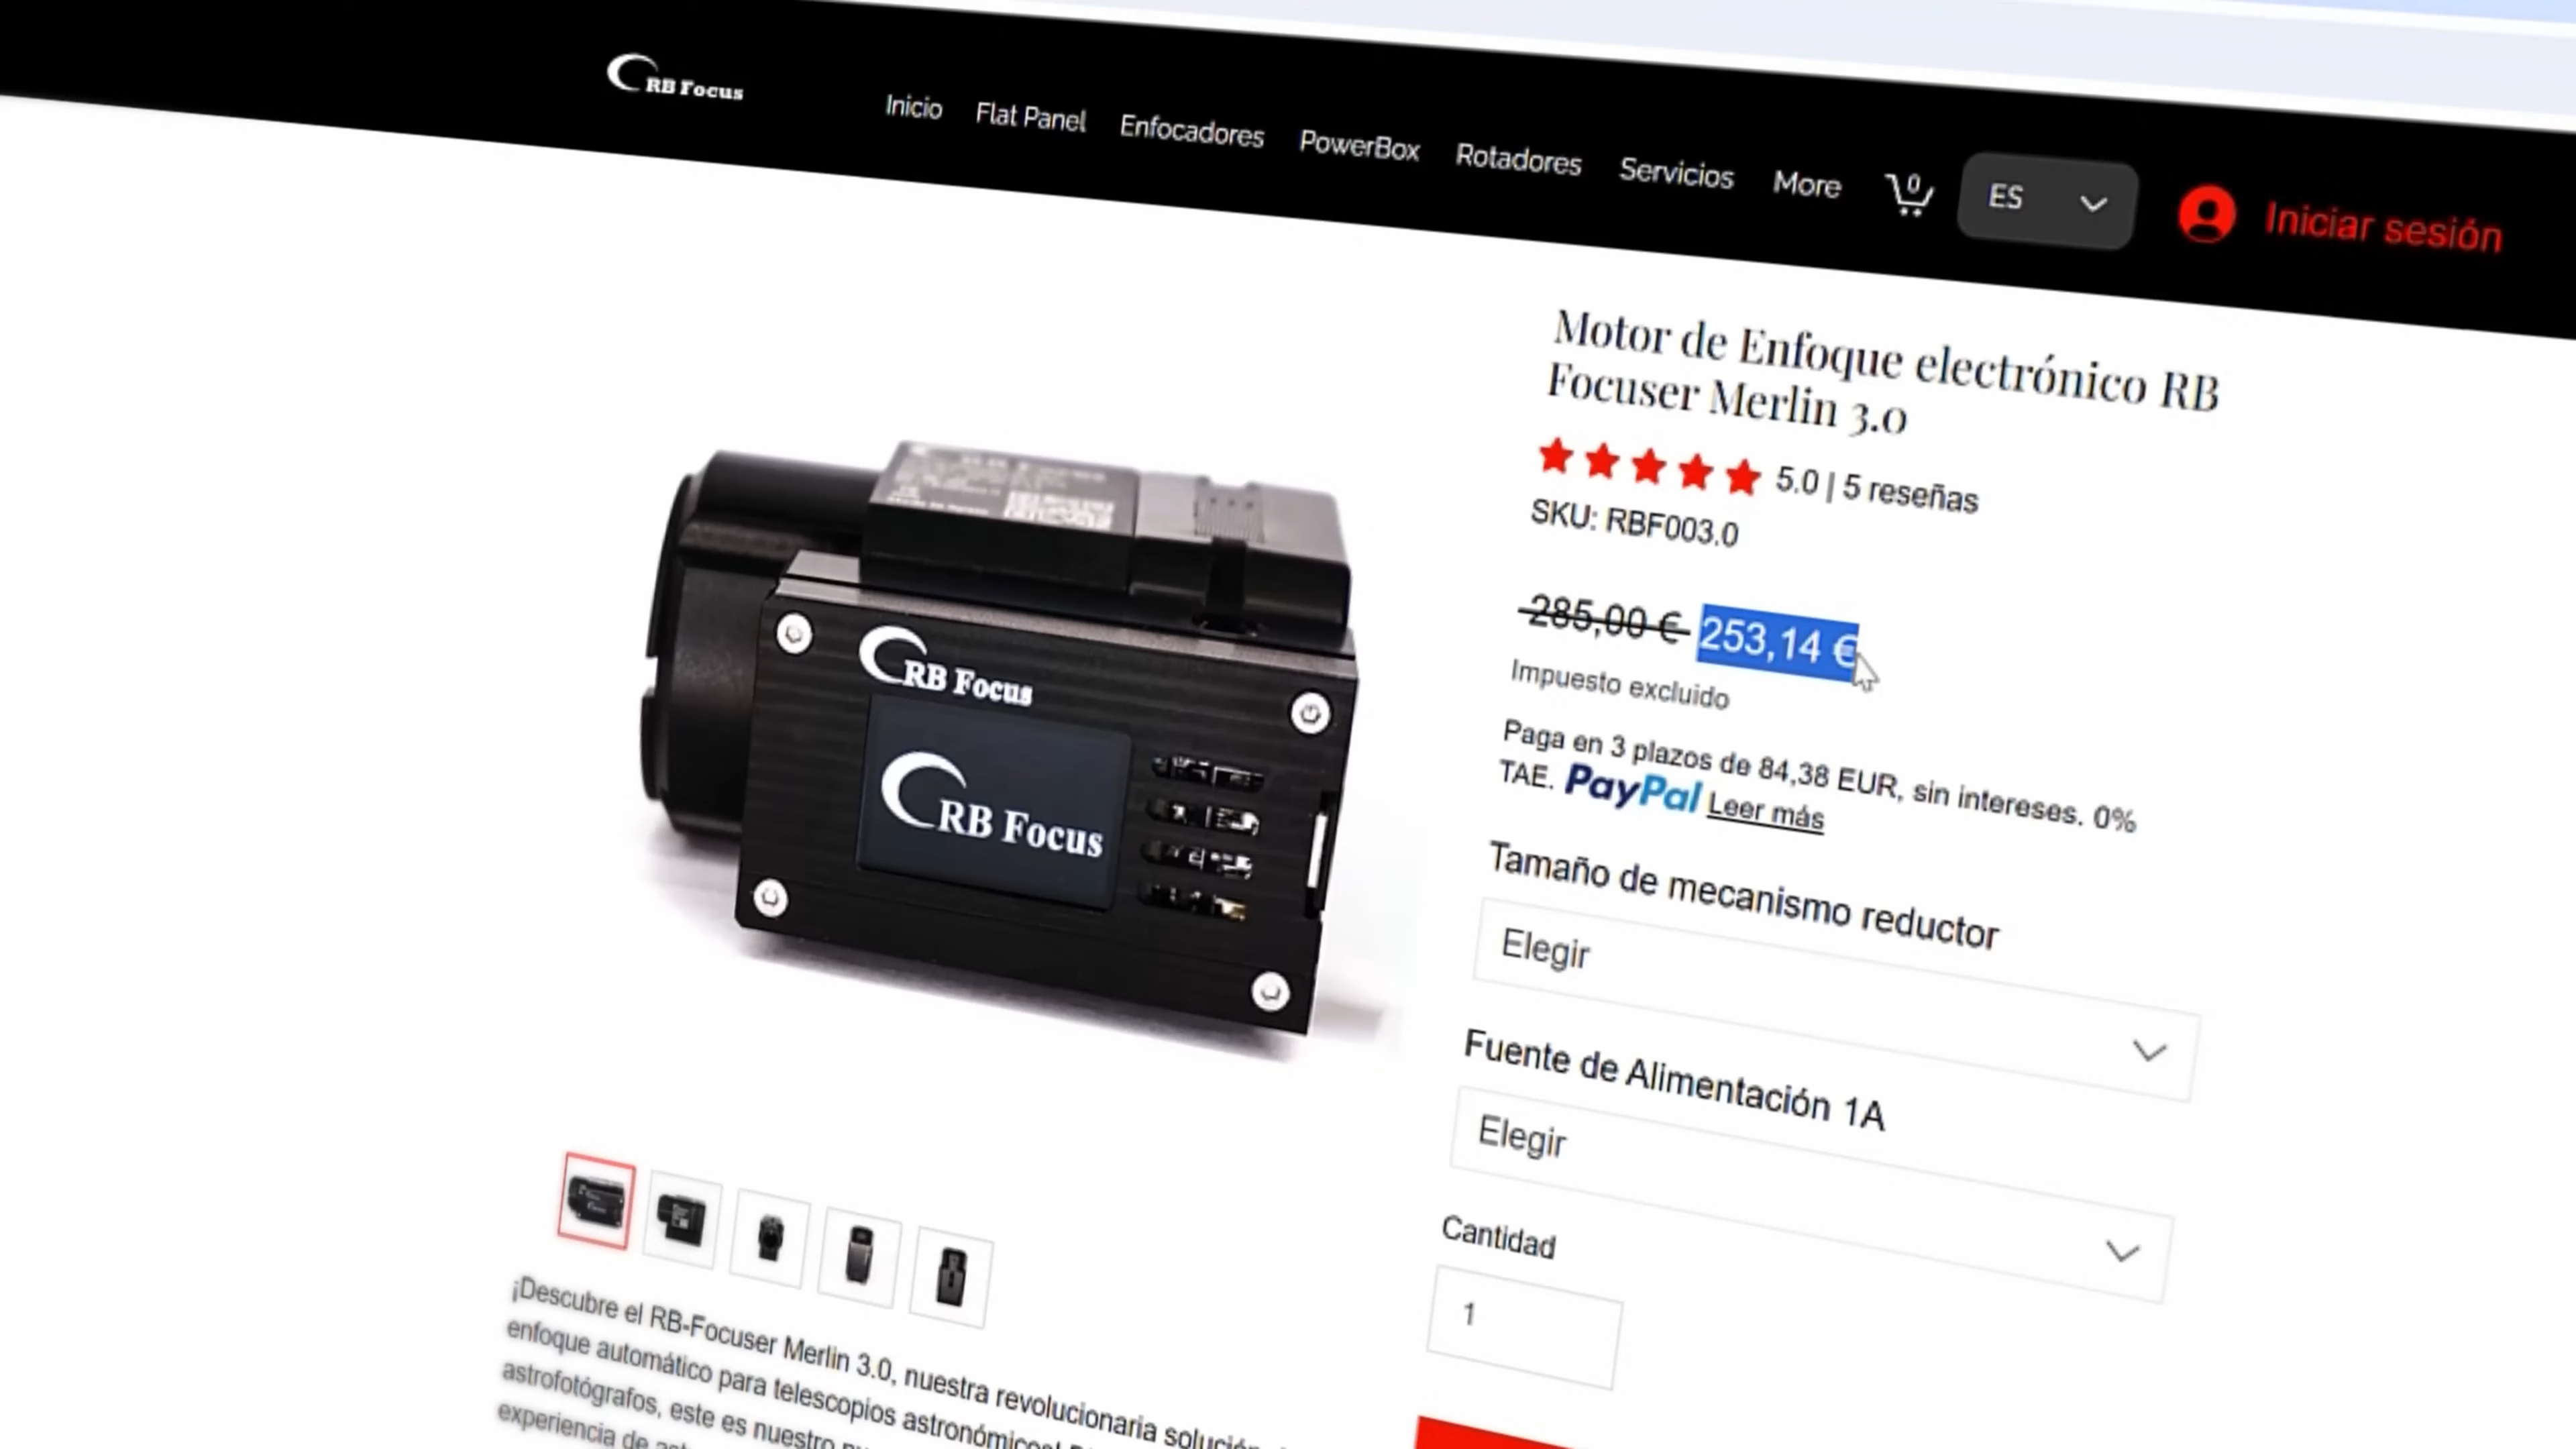 RB Focus
Inicio Flat Panel Enfocadores PowerBox Rotadores Servicios More 0 ES Iniciar sesión
Motor de Enfoque electrónico RB
Focuser Merlin 3.0
5.0 | 5 reseñas
SKU: RBF003.0
285,00 € 253,14 €
Impuesto excluido
Paga en 3 plazos de 84,38 EUR, sin intereses. 0%
TAE. PayPal Leer más
Tamaño de mecanismo reductor
Elegir
Fuente de Alimentación 1A
Elegir
Cantidad
1
RB Focus
RB Focus
¡Descubre el RB-Focuser Merlin 3.0, nuestra revolucionaria solución
enfoque automático para telescopios astronómicos!
astrofotógrafos, este es nuestro
experiencia de